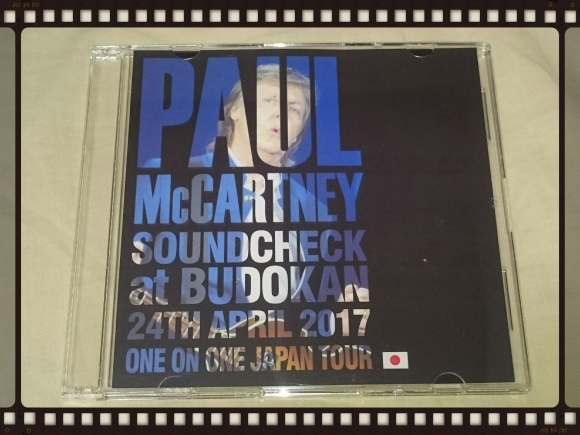 PAUL
McCARTNEY
SOUNDCHECK
at BUDOKAN
24TH APRIL 2017
ONE ON ONE JAPAN TOUR